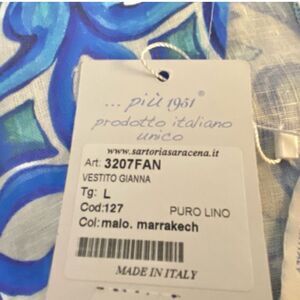 ... più 1951®
prodotto italiano
unico
www.sartoriasaracena.it
Art: 3207FAN
VESTITO GIANNA
Tg: L
Cod:127 PURO LINO
Col:maio. marrakech
MADE IN ITALY